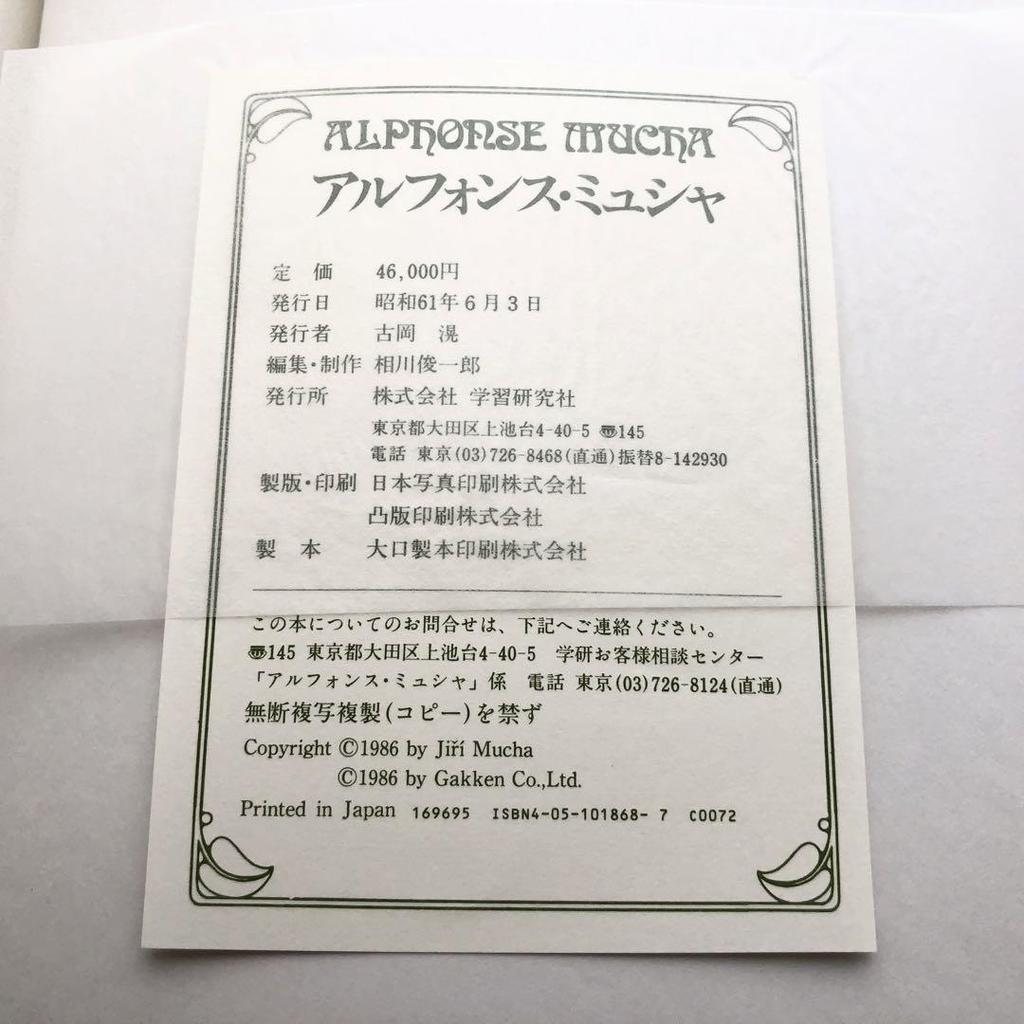 ALPHONSE MUCHA
アルフォンス・ミュシャ
定 価 46,000円
発行日 昭和61年6月3日
発行者 古岡 滉
編集・制作 相川俊一郎
発行所 株式会社 学習研究社
東京都大田区上池台4-40-5 〠145
電話 東京(03)726-8468(直通)振替8-142930
製版・印刷 日本写真印刷株式会社
凸版印刷株式会社
製 本 大口製本印刷株式会社
この本についてのお問合せは、下記へご連絡ください。
〠145 東京都大田区上池台4-40-5 学研お客様相談センター
「アルフォンス・ミュシャ」係 電話 東京(03)726-8124(直通)
無断複写複製(コピー)を禁ず
Copyright ©1986 by Jiří Mucha
©1986 by Gakken Co.,Ltd.
Printed in Japan 169695 ISBN4-05-101868- 7 C0072